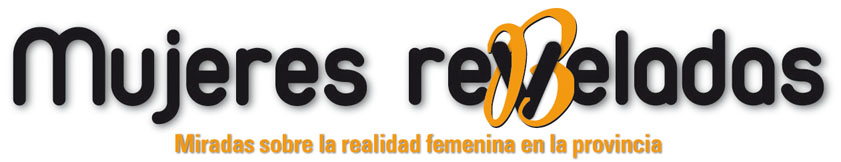 Mujeres reVBeladas
Miradas sobre la realidad femenina en la provincia